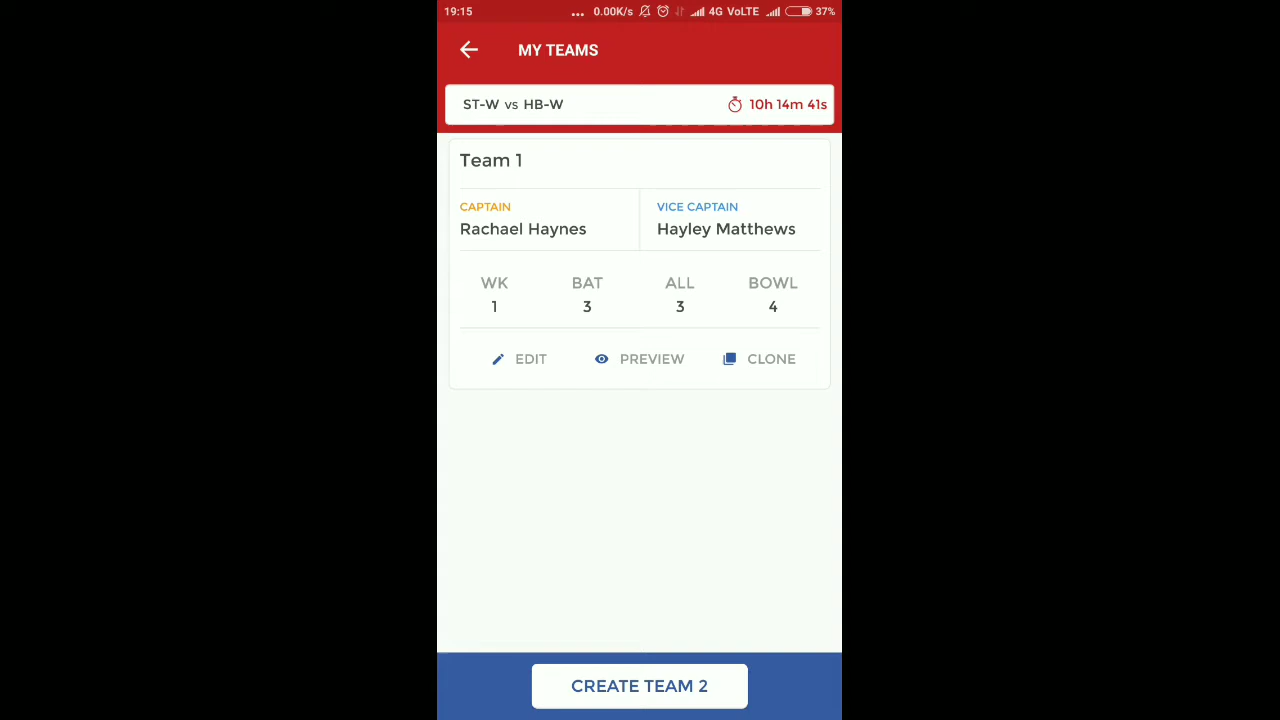 19:15 ... 0.00K/s 4G VoLTE 37%
MY TEAMS
ST-W vs HB-W 10h 14m 41s
Team 1
CAPTAIN VICE CAPTAIN
Rachael Haynes Hayley Matthews
WK BAT ALL BOWL
1 3 3 4
EDIT PREVIEW CLONE
CREATE TEAM 2